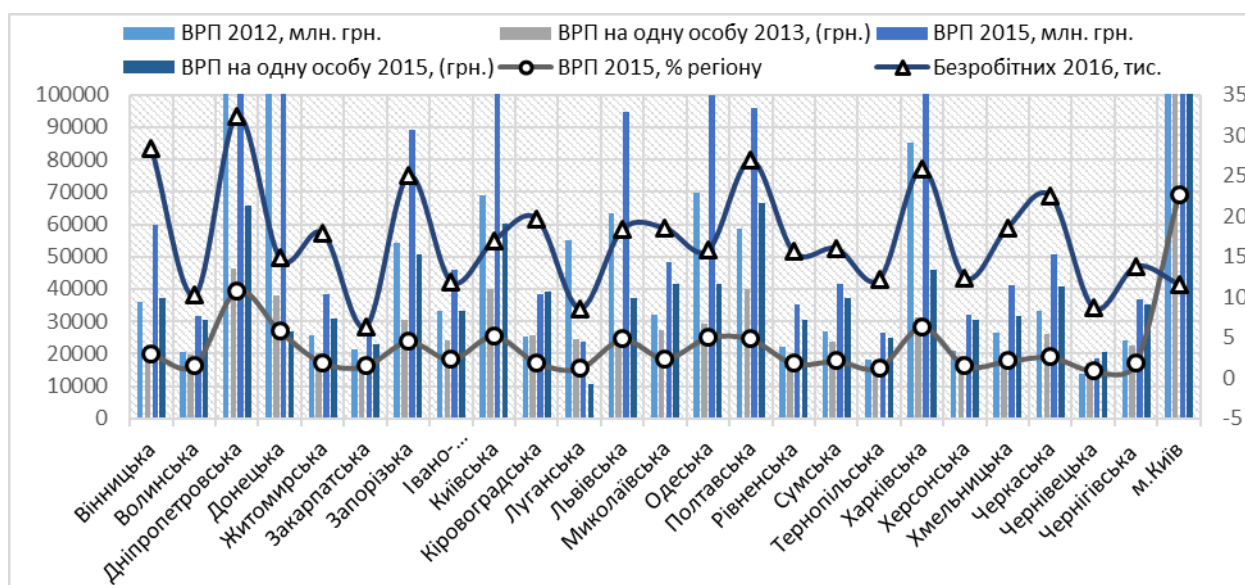 ВРП 2012, млн. грн.
ВРП на одну особу 2013, (грн.)
ВРП 2015, млн. грн.
ВРП на одну особу 2015, (грн.)
ВРП 2015, % регіону
Безробітних 2016, тис.
100000
90000
80000
70000
60000
50000
40000
30000
20000
10000
0
35
30
25
20
15
10
5
0
-5
Вінницька
Волинська
Дніпропетровська
Донецька
Житомирська
Закарпатська
Запорізька
Івано-...
Київська
Кіровоградська
Луганська
Львівська
Миколаївська
Одеська
Полтавська
Рівненська
Сумська
Тернопільська
Харківська
Херсонська
Хмельницька
Черкаська
Чернівецька
Чернігівська
м.Київ